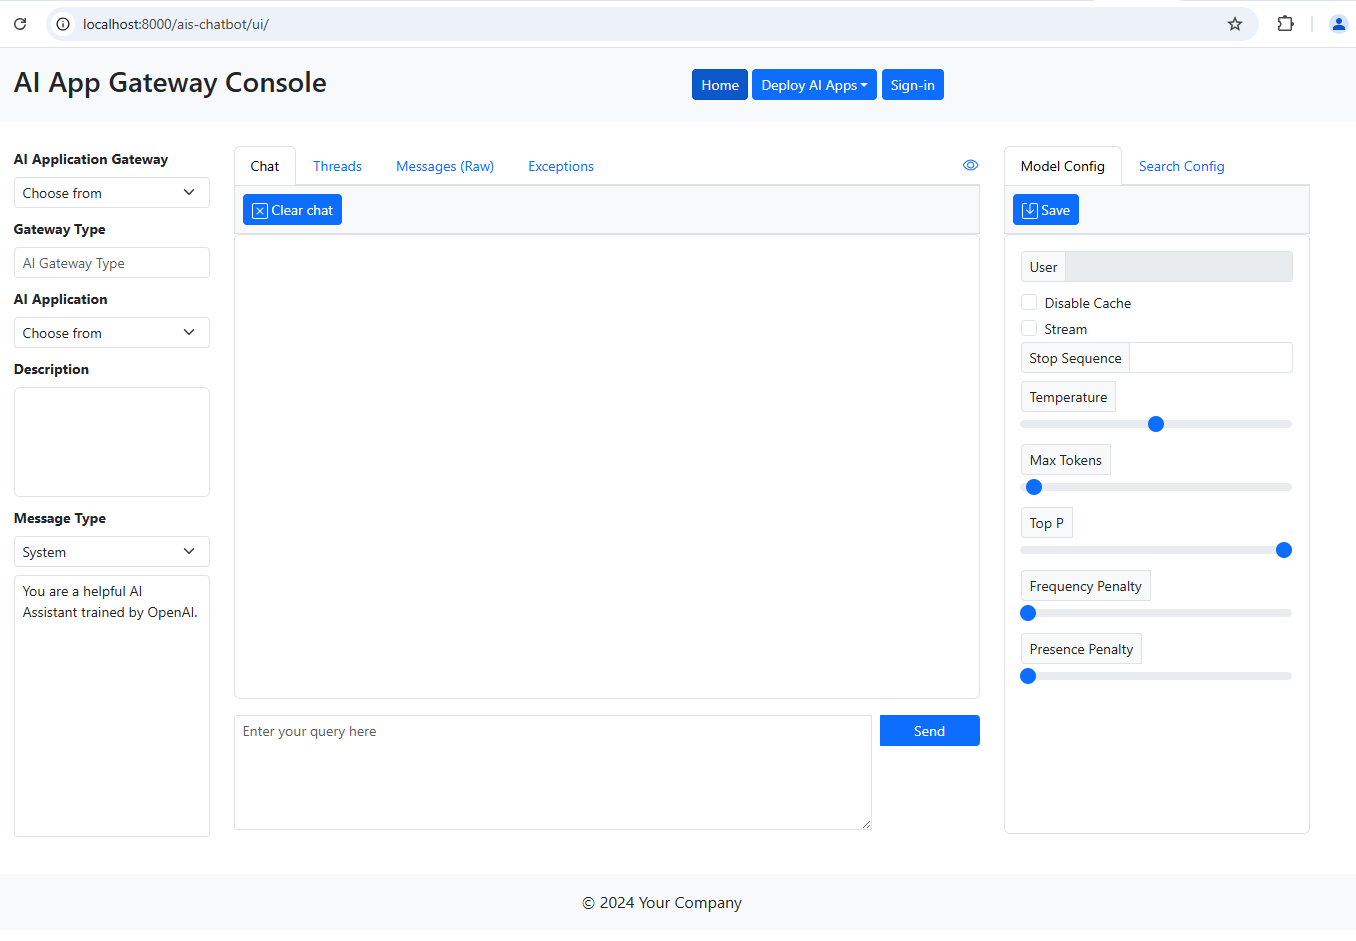 localhost:8000/ais-chatbot/ui/
AI App Gateway Console
Home
Deploy AI Apps
Sign-in
AI Application Gateway
Choose from
Gateway Type
AI Gateway Type
AI Application
Choose from
Description
Message Type
System
You are a helpful AI
Assistant trained by OpenAI.
Chat
Threads
Messages (Raw)
Exceptions
Clear chat
Enter your query here
Send
Model Config
Search Config
Save
User
Disable Cache
Stream
Stop Sequence
Temperature
Max Tokens
Top P
Frequency Penalty
Presence Penalty
© 2024 Your Company